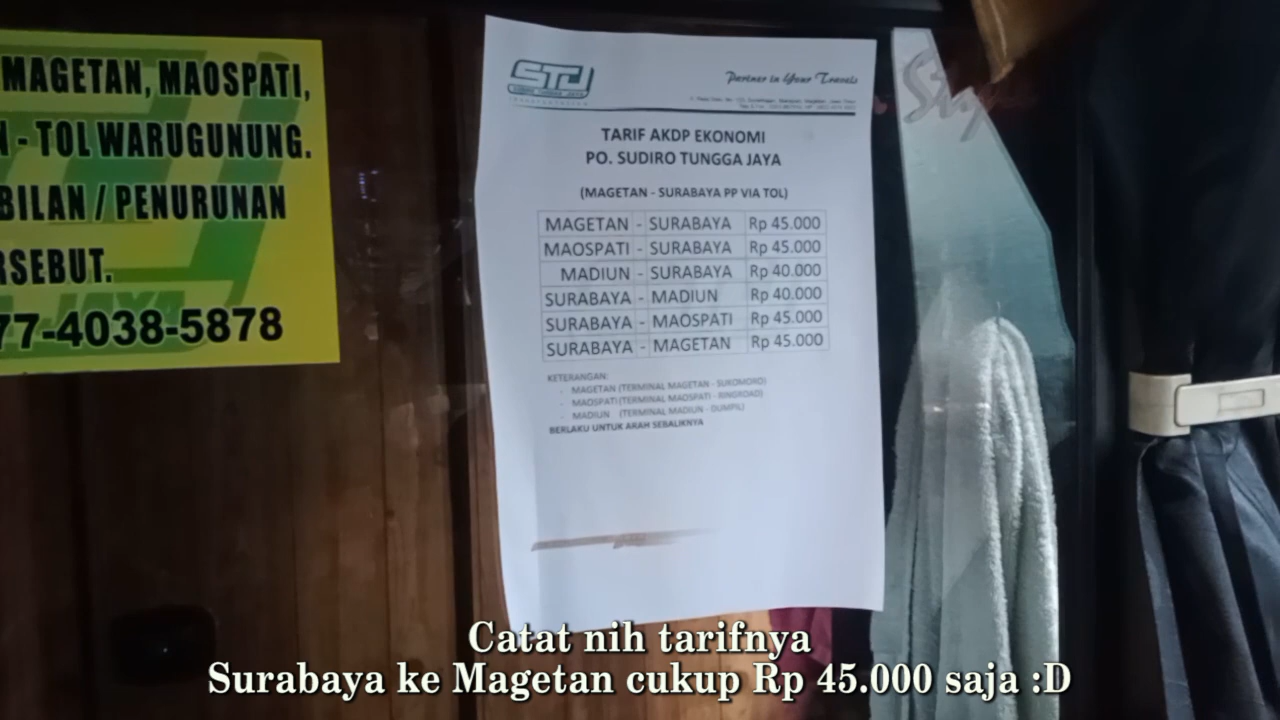 MAGETAN, MAOSPATI,
- TOL WARUGUNUNG.
BILAN / PENURUNAN
RSEBUT.
77-4038-5878
STJ
SUDIRO TUNGGA JAYA
Partner in Your Travels
TARIF AKDP EKONOMI
PO. SUDIRO TUNGGA JAYA
(MAGETAN - SURABAYA PP VIA TOL)
MAGETAN - SURABAYA Rp 45.000
MAOSPATI - SURABAYA Rp 45.000
MADIUN - SURABAYA Rp 40.000
SURABAYA - MADIUN Rp 40.000
SURABAYA - MAOSPATI Rp 45.000
SURABAYA - MAGETAN Rp 45.000
KETERANGAN:
- MAGETAN (TERMINAL MAGETAN - SUKOMORO)
- MAOSPATI (TERMINAL MAOSPATI - RINGROAD)
- MADIUN (TERMINAL MADIUN - DUMPIL)
BERLAKU UNTUK ARAH SEBALIKNYA
Catat nih tarifnya
Surabaya ke Magetan cukup Rp 45.000 saja :D